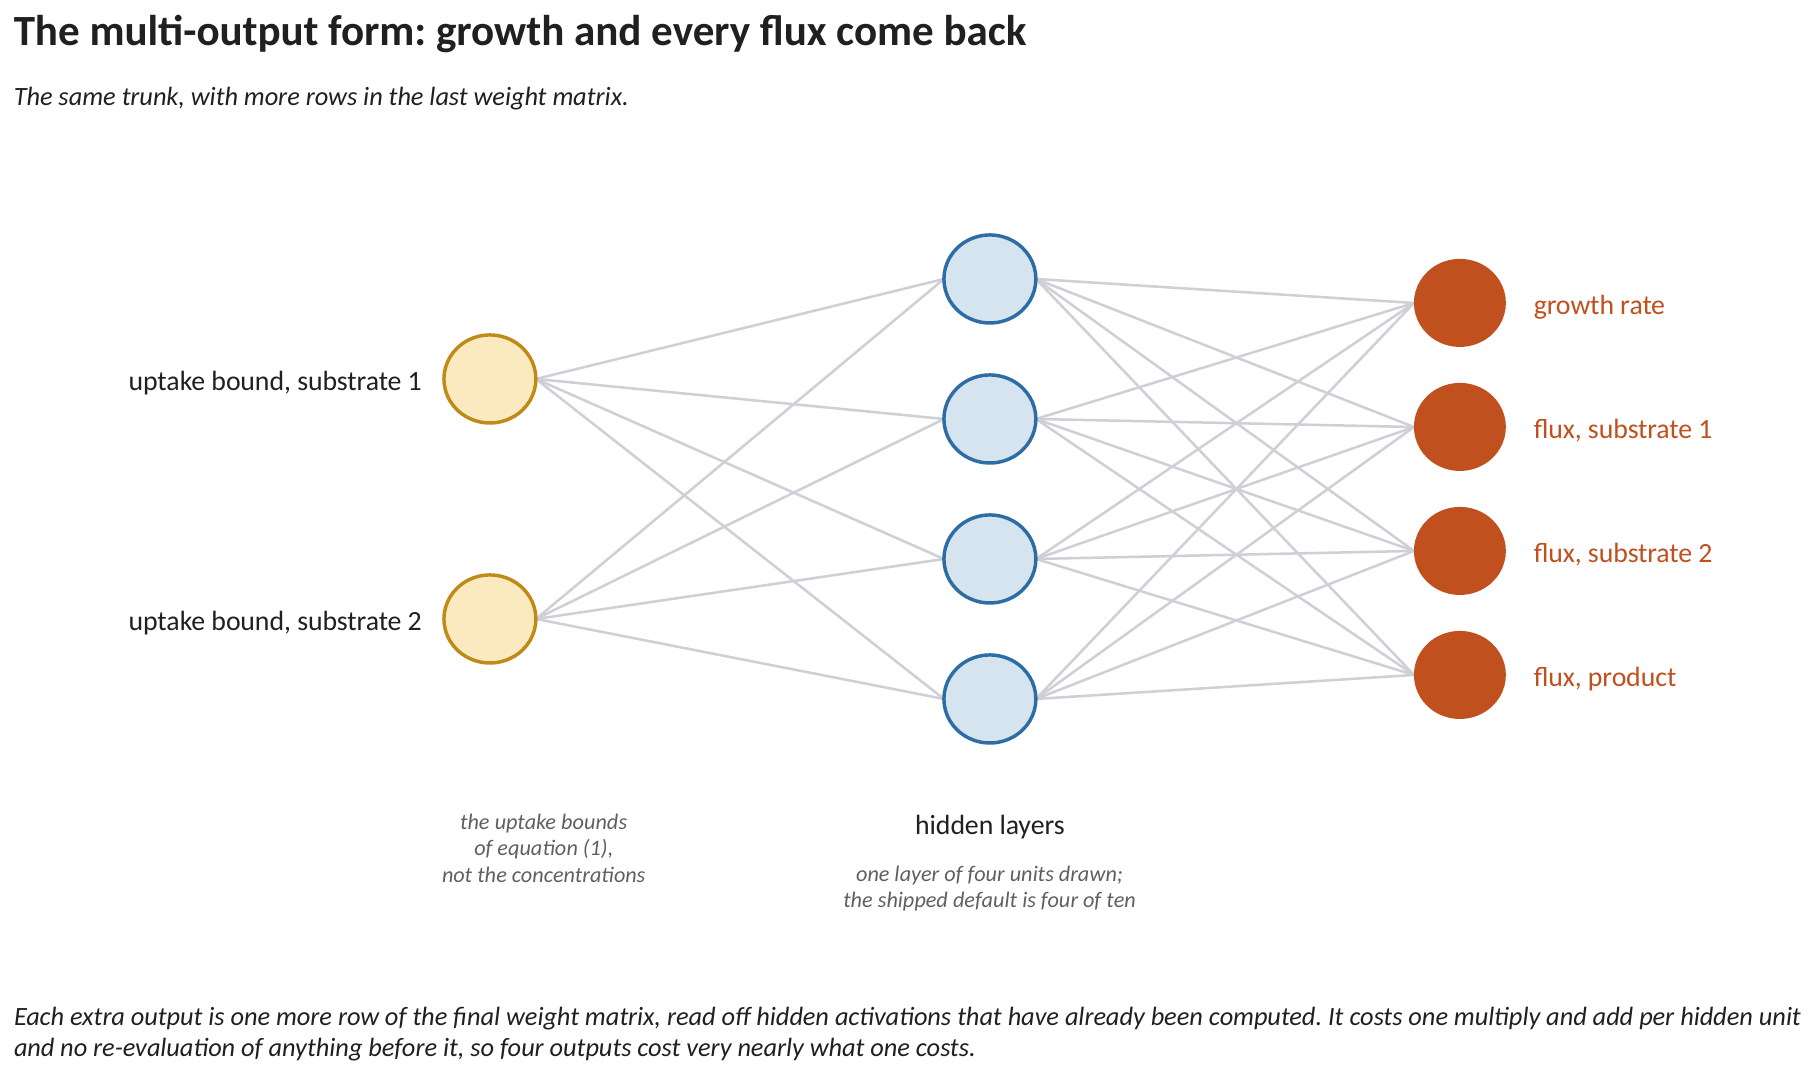 The multi-output form: growth and every flux come back
The same trunk, with more rows in the last weight matrix.
growth rate
uptake bound, substrate 1
flux, substrate 1
flux, substrate 2
uptake bound, substrate 2
flux, product
the uptake bounds
of equation (1),
not the concentrations
hidden layers
one layer of four units drawn;
the shipped default is four of ten
Each extra output is one more row of the final weight matrix, read off hidden activations that have already been computed. It costs one multiply and add per hidden unit
and no re-evaluation of anything before it, so four outputs cost very nearly what one costs.